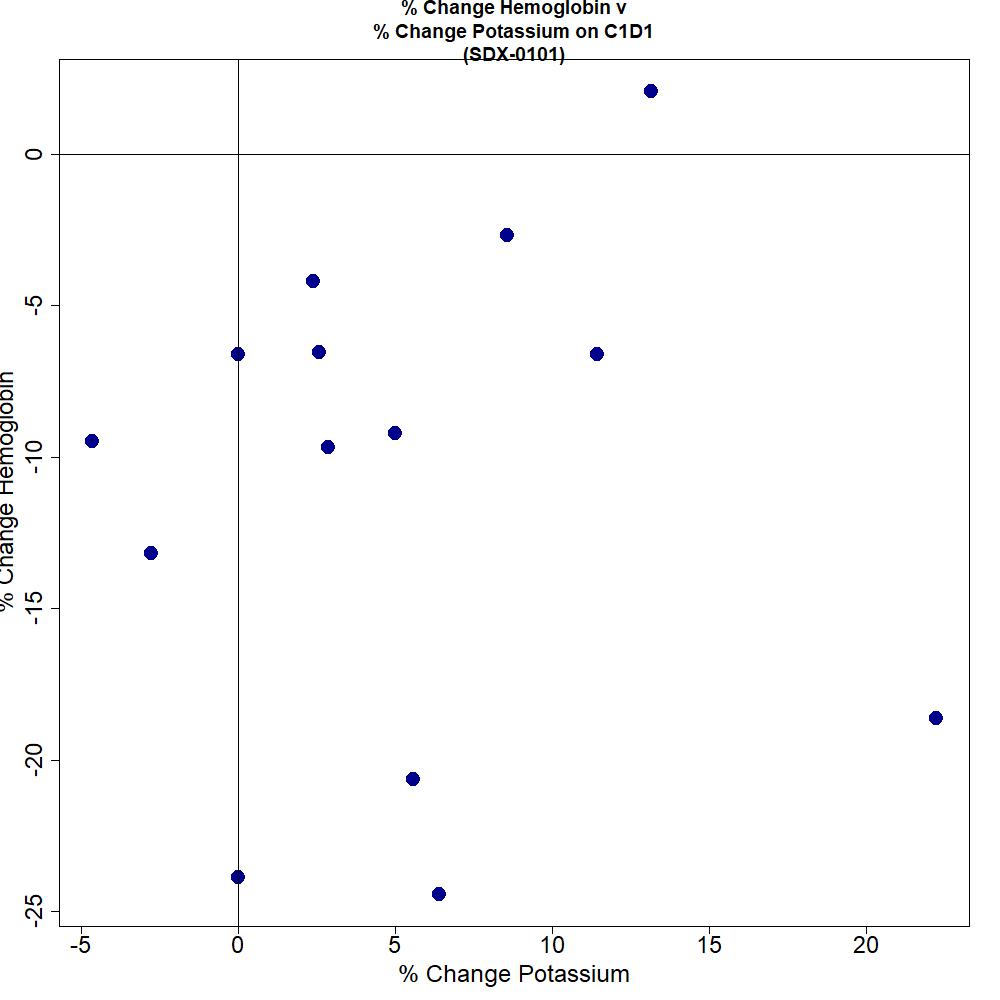 % Change Hemoglobin v
% Change Potassium on C1D1
(SDX-0101)
% Change Hemoglobin
0
-5
-10
-15
-20
-25
-5 0 5 10 15 20
% Change Potassium